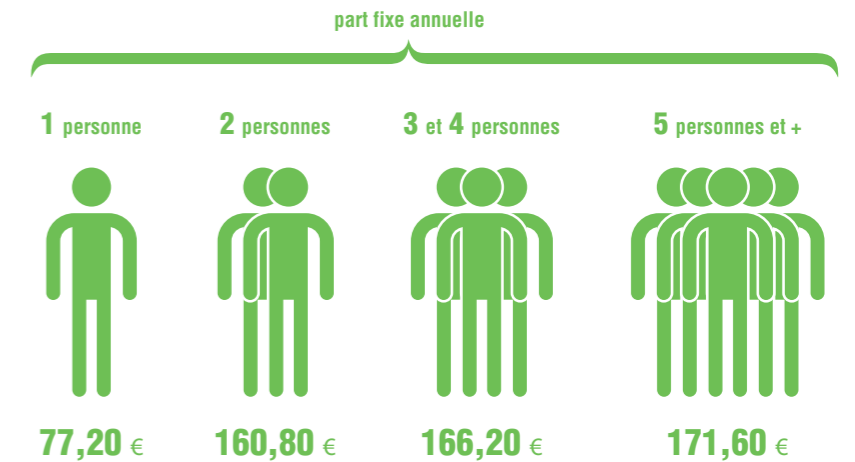 part fixe annuelle
1 personne
2 personnes
3 et 4 personnes
5 personnes et +
77,20 €
160,80 €
166,20 €
171,60 €